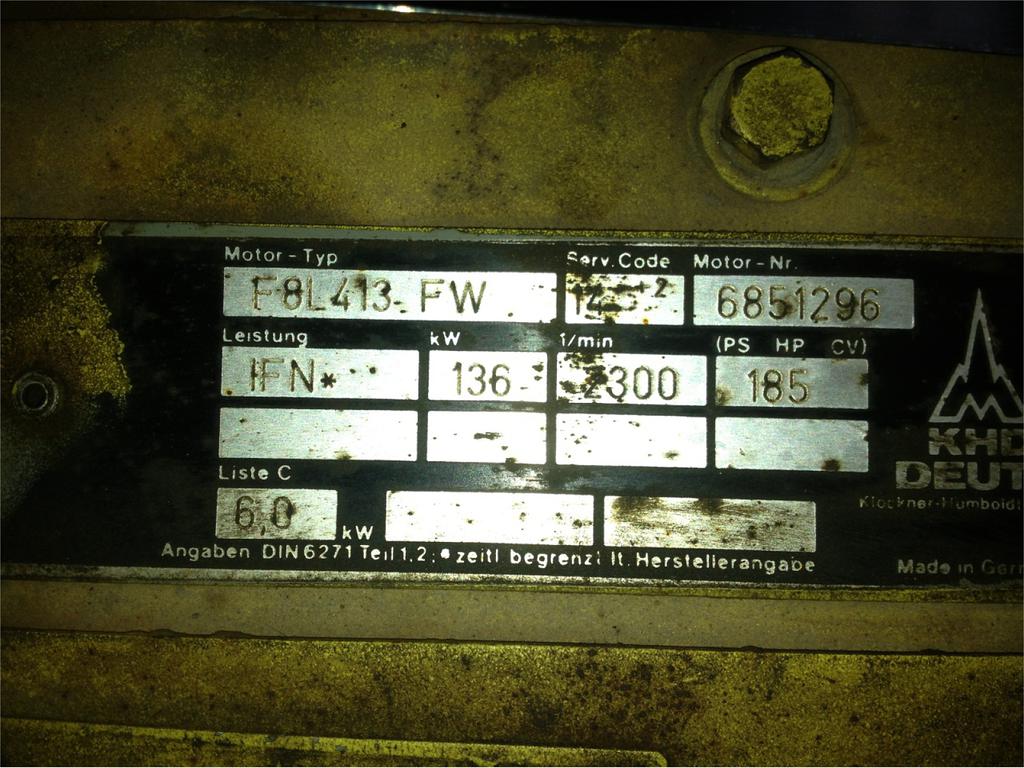 Motor-Typ Serv.Code Motor-Nr.
F8L413 FW 6851296
Leistung kW 1/min (PS HP CV)
IFN* 136 2300 185
Liste C
6,0 kW
Angaben DIN 6271 Teil 1,2; * zeitl begrenzt lt. Herstellerangabe
KHD
DEUT
Klöckner-Humboldt
Made in Ger